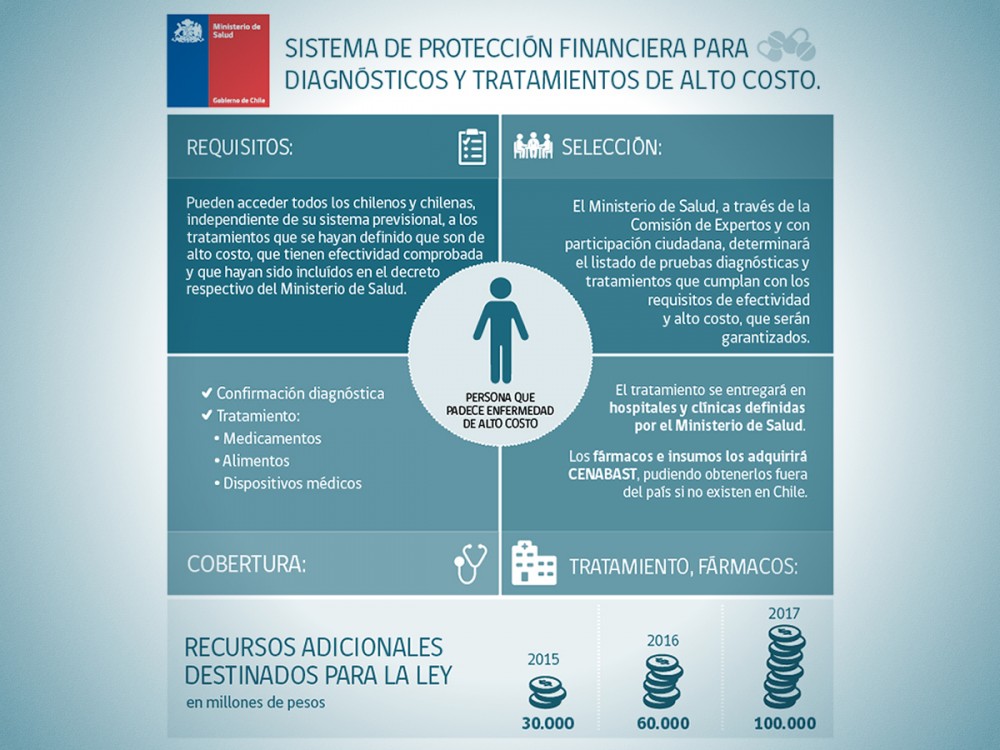 Ministerio de
Salud
Gobierno de Chile
SISTEMA DE PROTECCIÓN FINANCIERA PARA
DIAGNÓSTICOS Y TRATAMIENTOS DE ALTO COSTO.
REQUISITOS:
Pueden acceder todos los chilenos y chilenas,
independiente de su sistema previsional, a los
tratamientos que se hayan definido que son de
alto costo, que tienen efectividad comprobada
y que hayan sido incluídos en el decreto
respectivo del Ministerio de Salud.
SELECCIÓN:
El Ministerio de Salud, a través de la
Comisión de Expertos y con
participación ciudadana, determinará
el listado de pruebas diagnósticas y
tratamientos que cumplan con los
requisitos de efectividad
y alto costo, que serán
garantizados.
PERSONA QUE
PADECE ENFERMEDAD
DE ALTO COSTO
Confirmación diagnóstica
Tratamiento:
• Medicamentos
• Alimentos
• Dispositivos médicos
COBERTURA:
El tratamiento se entregará en
hospitales y clínicas definidas
por el Ministerio de Salud.
Los fármacos e insumos los adquirirá
CENABAST, pudiendo obtenerlos fuera
del país si no existen en Chile.
TRATAMIENTO, FÁRMACOS:
RECURSOS ADICIONALES
DESTINADOS PARA LA LEY
en millones de pesos
2015
30.000
2016
60.000
2017
100.000